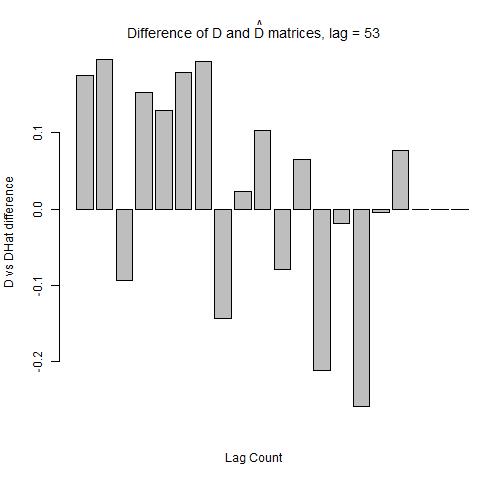 Difference of D and D̂ matrices, lag = 53
D vs DHat difference
0.1
0.0
-0.1
-0.2
Lag Count